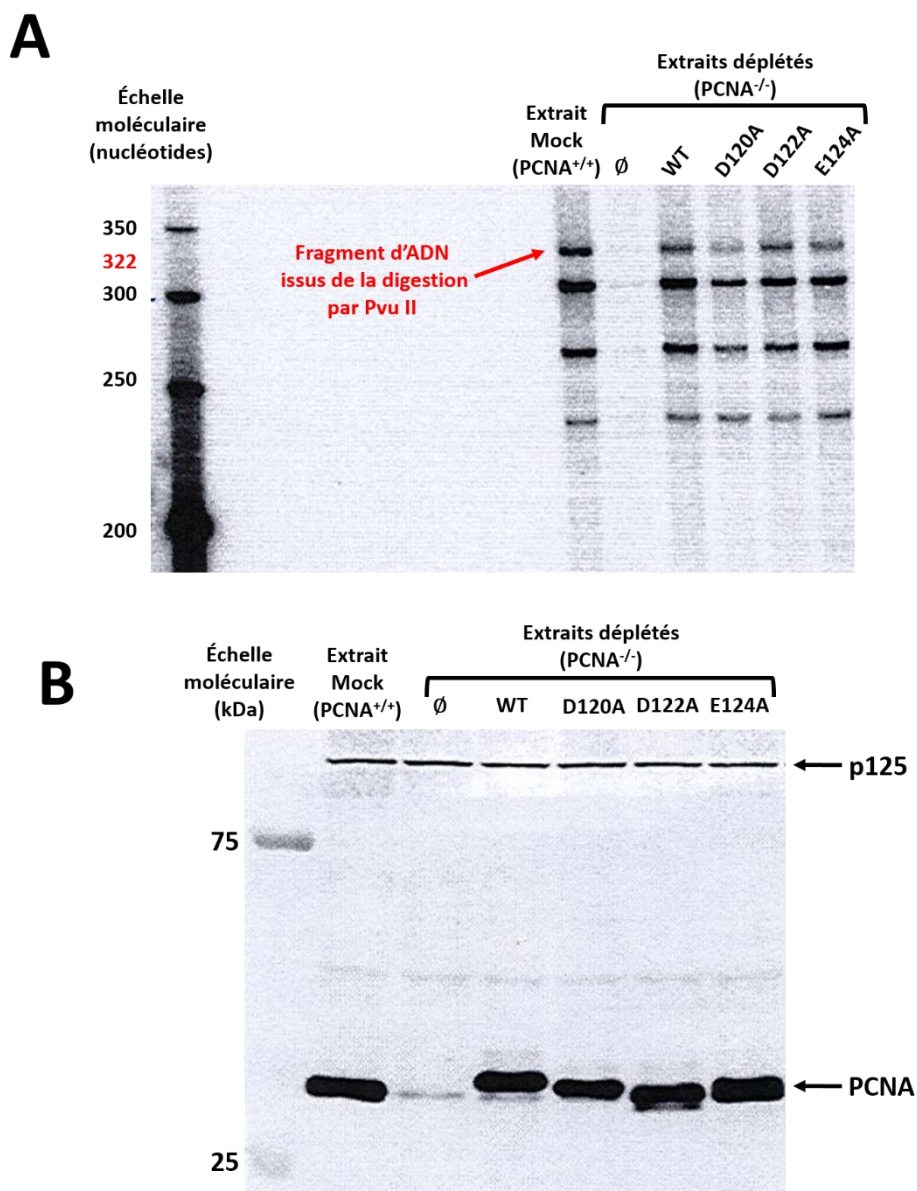 A
Extraits déplétés
(PCNA-/-)
Échelle
moléculaire
(nucléotides)
Extrait
Mock
(PCNA+/+)
Ø
WT
D120A
D122A
E124A
350
322
300
250
200
Fragment d'ADN
issus de la digestion
par Pvu II
B
Extraits déplétés
(PCNA-/-)
Échelle
moléculaire
(kDa)
Extrait
Mock
(PCNA+/+)
Ø WT D120A D122A E124A
p125
75
PCNA
25